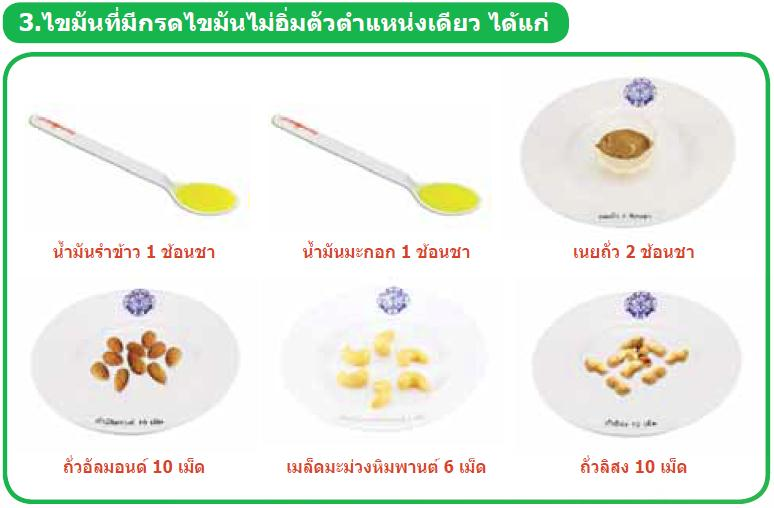 3.ไขมันที่มีกรดไขมันไม่อิ่มตัวตำแหน่งเดียว ได้แก่
น้ำมันรำข้าว 1 ช้อนชา
น้ำมันมะกอก 1 ช้อนชา
เนยถั่ว 2 ช้อนชา
ถั่วอัลมอนด์ 10 เม็ด
เมล็ดมะม่วงหิมพานต์ 6 เม็ด
ถั่วลิสง 10 เม็ด